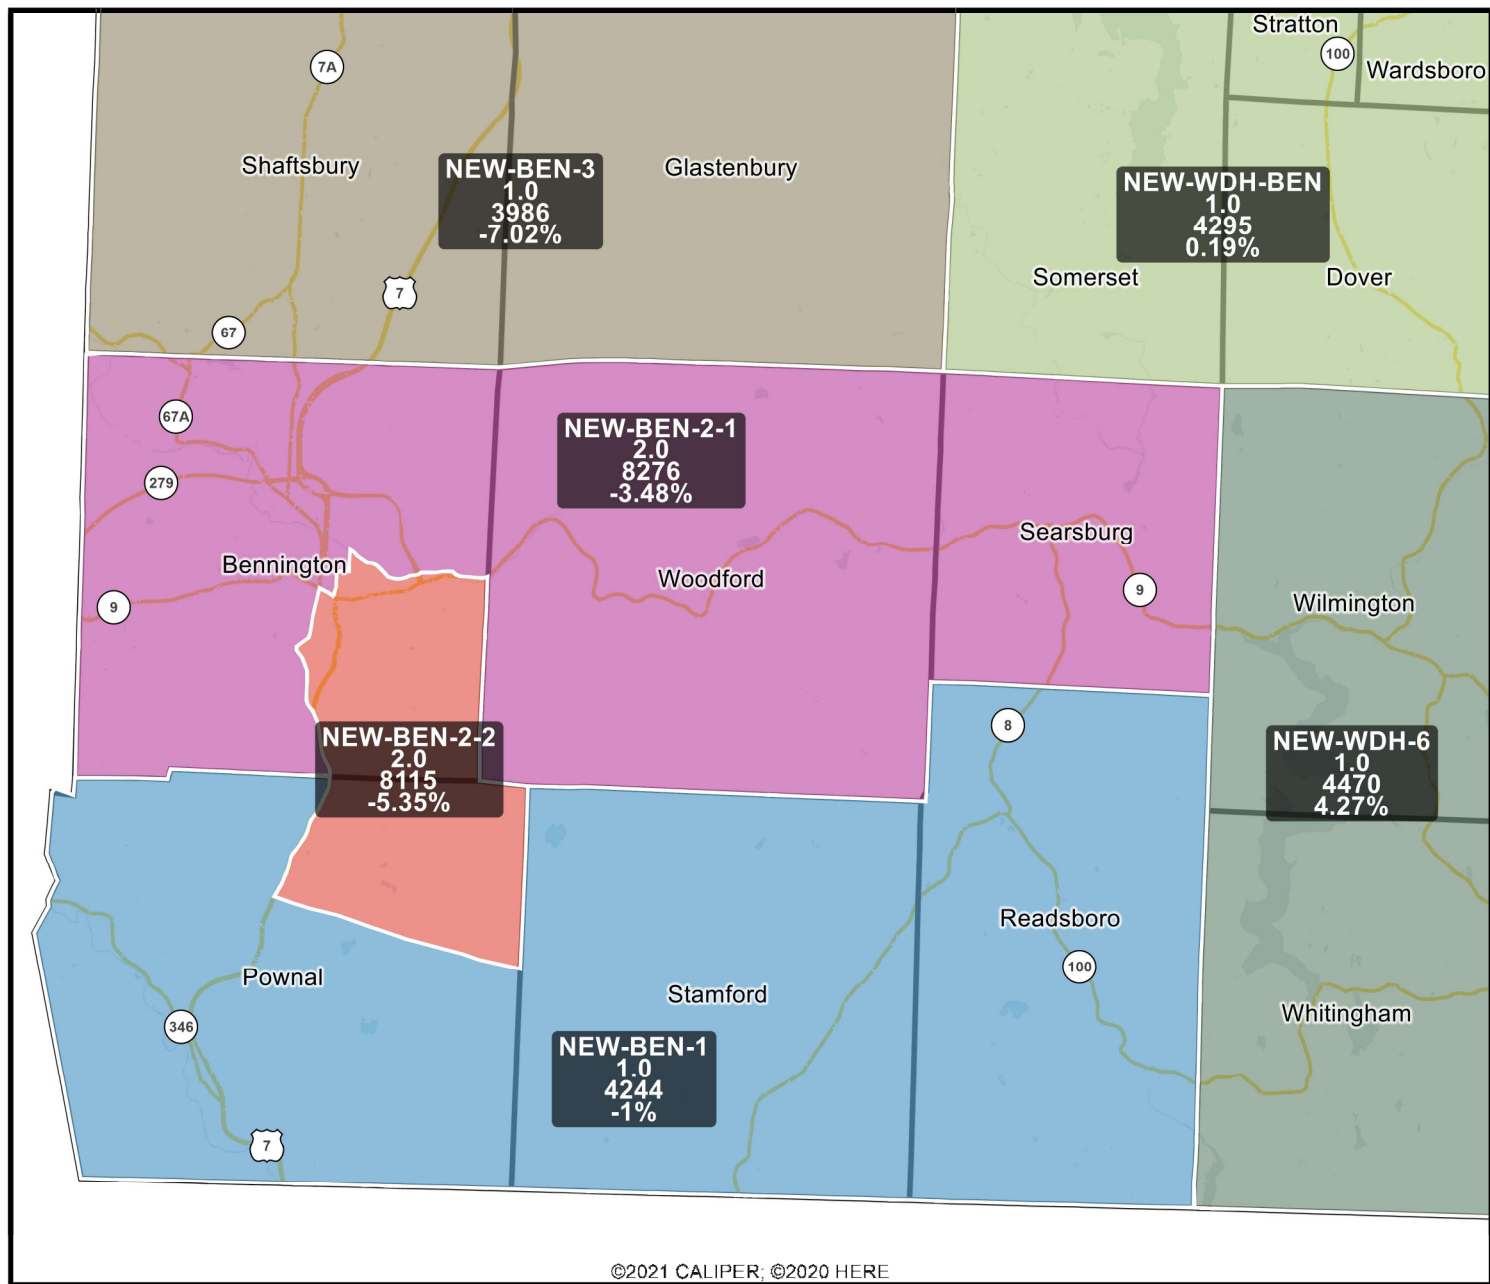 Stratton
100
7A
Wardsboro
Shaftsbury
NEW-BEN-3
1.0
3986
-7.02%
Glastenbury
NEW-WDH-BEN
1.0
4295
0.19%
Somerset
Dover
7
67
67A
NEW-BEN-2-1
2.0
8276
-3.48%
279
Searsburg
Bennington
Woodford
9
9
Wilmington
NEW-BEN-2-2
2.0
8115
-5.35%
8
NEW-WDH-6
1.0
4470
4.27%
Readsboro
100
Pownal
Stamford
Whitingham
346
NEW-BEN-1
1.0
4244
-1%
7
©2021 CALIPER; ©2020 HERE